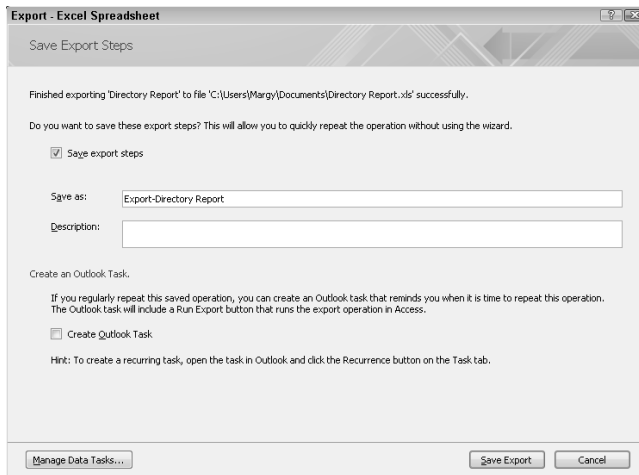 Export - Excel Spreadsheet
Save Export Steps
Finished exporting 'Directory Report' to file 'C:\Users\Margy\Documents\Directory Report.xls' successfully.
Do you want to save these export steps? This will allow you to quickly repeat the operation without using the wizard.
Save export steps
Save as: Export-Directory Report
Description:
Create an Outlook Task.
If you regularly repeat this saved operation, you can create an Outlook task that reminds you when it is time to repeat this operation.
The Outlook task will include a Run Export button that runs the export operation in Access.
Create Outlook Task
Hint: To create a recurring task, open the task in Outlook and click the Recurrence button on the Task tab.
Manage Data Tasks... Save Export Cancel